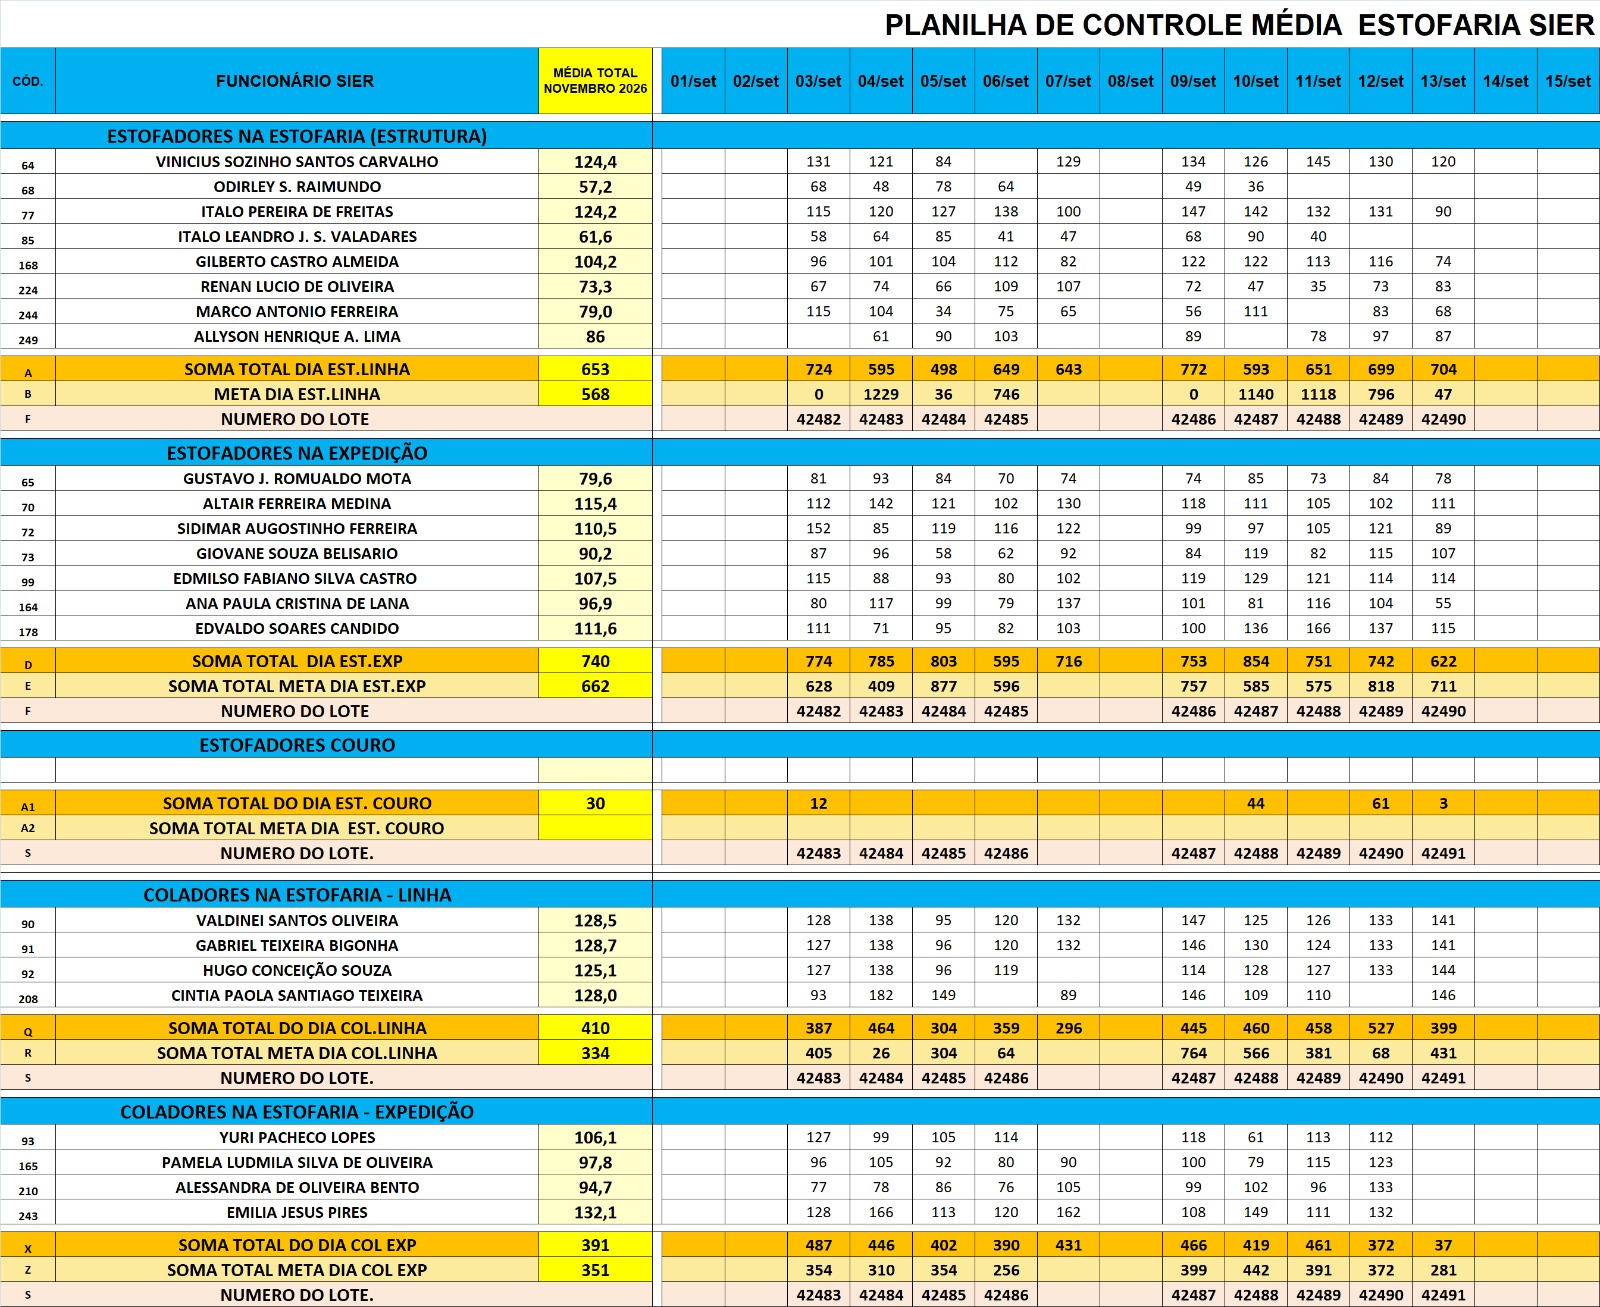 PLANILHA DE CONTROLE MÉDIA  ESTOFARIA SIER
CÓD. FUNCIONÁRIO SIER MÉDIA TOTAL NOVEMBRO 2026 01/set 02/set 03/set 04/set 05/set 06/set 07/set 08/set 09/set 10/set 11/set 12/set 13/set 14/set 15/set
ESTOFADORES NA ESTOFARIA (ESTRUTURA)
64 VINICIUS SOZINHO SANTOS CARVALHO 124,4 131 121 84 129 134 126 145 130 120
68 ODIRLEY S. RAIMUNDO 57,2 68 48 78 64 49 36
77 ITALO PEREIRA DE FREITAS 124,2 115 120 127 138 100 147 142 132 131 90
85 ITALO LEANDRO J. S. VALADARES 61,6 58 64 85 41 47 68 90 40
168 GILBERTO CASTRO ALMEIDA 104,2 96 101 104 112 82 122 122 113 116 74
224 RENAN LUCIO DE OLIVEIRA 73,3 67 74 66 109 107 72 47 35 73 83
244 MARCO ANTONIO FERREIRA 79,0 115 104 34 75 65 56 111 83 68
249 ALLYSON HENRIQUE A. LIMA 86 61 90 103 89 78 97 87
A SOMA TOTAL DIA EST.LINHA 653 724 595 498 649 643 772 593 651 699 704
B META DIA EST.LINHA 568 0 1229 36 746 0 1140 1118 796 47
F NUMERO DO LOTE 42482 42483 42484 42485 42486 42487 42488 42489 42490
ESTOFADORES NA EXPEDIÇÃO
65 GUSTAVO J. ROMUALDO MOTA 79,6 81 93 84 70 74 74 85 73 84 78
70 ALTAIR FERREIRA MEDINA 115,4 112 142 121 102 130 118 111 105 102 111
72 SIDIMAR AUGOSTINHO FERREIRA 110,5 152 85 119 116 122 99 97 105 121 89
73 GIOVANE SOUZA BELISARIO 90,2 87 96 58 62 92 84 119 82 115 107
99 EDMILSO FABIANO SILVA CASTRO 107,5 115 88 93 80 102 119 129 121 114 114
164 ANA PAULA CRISTINA DE LANA 96,9 80 117 99 79 137 101 81 116 104 55
178 EDVALDO SOARES CANDIDO 111,6 111 71 95 82 103 100 136 166 137 115
D SOMA TOTAL  DIA EST.EXP 740 774 785 803 595 716 753 854 751 742 622
E SOMA TOTAL META DIA EST.EXP 662 628 409 877 596 757 585 575 818 711
F NUMERO DO LOTE 42482 42483 42484 42485 42486 42487 42488 42489 42490
ESTOFADORES COURO
A1 SOMA TOTAL DO DIA EST. COURO 30 12 44 61 3
A2 SOMA TOTAL META DIA  EST. COURO
S NUMERO DO LOTE. 42483 42484 42485 42486 42487 42488 42489 42490 42491
COLADORES NA ESTOFARIA - LINHA
90 VALDINEI SANTOS OLIVEIRA 128,5 128 138 95 120 132 147 125 126 133 141
91 GABRIEL TEIXEIRA BIGONHA 128,7 127 138 96 120 132 146 130 124 133 141
92 HUGO CONCEIÇÃO SOUZA 125,1 127 138 96 119 114 128 127 133 144
208 CINTIA PAOLA SANTIAGO TEIXEIRA 128,0 93 182 149 89 146 109 110 146
Q SOMA TOTAL DO DIA COL.LINHA 410 387 464 304 359 296 445 460 458 527 399
R SOMA TOTAL META DIA COL.LINHA 334 405 26 304 64 764 566 381 68 431
S NUMERO DO LOTE. 42483 42484 42485 42486 42487 42488 42489 42490 42491
COLADORES NA ESTOFARIA - EXPEDIÇÃO
93 YURI PACHECO LOPES 106,1 127 99 105 114 118 61 113 112
165 PAMELA LUDMILA SILVA DE OLIVEIRA 97,8 96 105 92 80 90 100 79 115 123
210 ALESSANDRA DE OLIVEIRA BENTO 94,7 77 78 86 76 105 99 102 96 133
243 EMILIA JESUS PIRES 132,1 128 166 113 120 162 108 149 111 132
X SOMA TOTAL DO DIA COL EXP 391 487 446 402 390 431 466 419 461 372 37
Z SOMA TOTAL META DIA COL EXP 351 354 310 354 256 399 442 391 372 281
S NUMERO DO LOTE. 42483 42484 42485 42486 42487 42488 42489 42490 42491